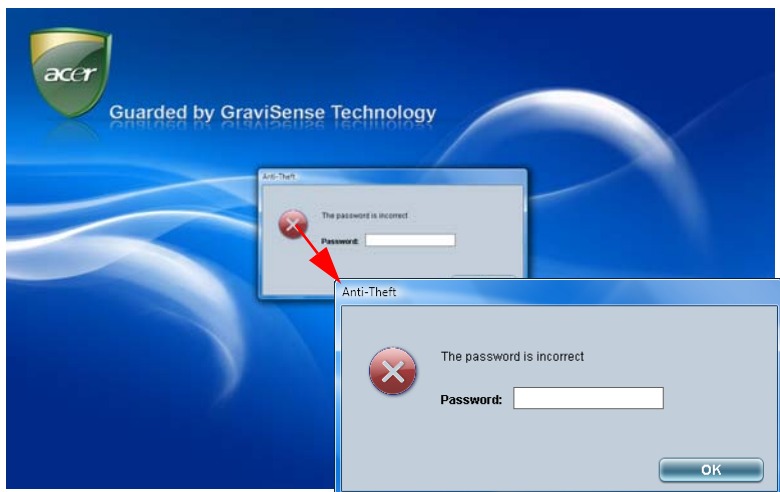 acer
Guarded by GraviSense Technology
Anti-Theft
The password is incorrect
Password:
Anti-Theft
The password is incorrect
Password:
OK